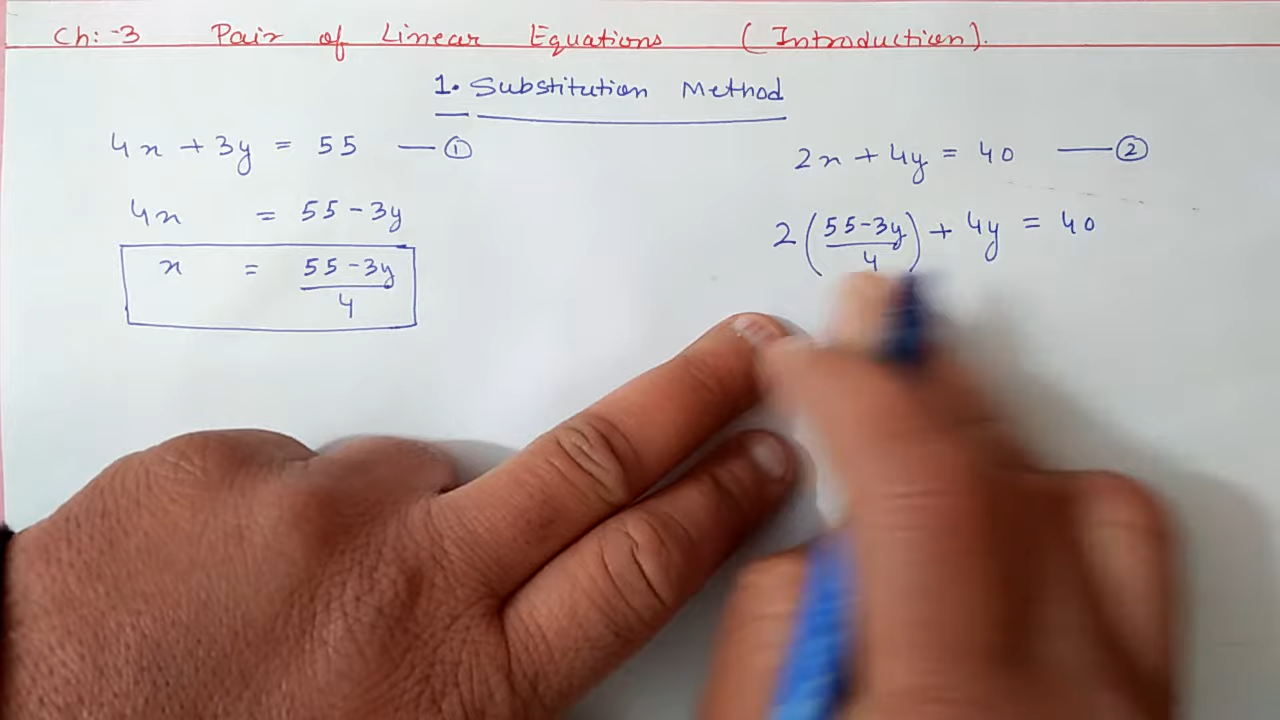 Ch:-3 Pair of Linear Equations (Introduction).
1. Substitution Method
4x + 3y = 55 — ①
4x = 55 - 3y
x = 55 - 3y / 4
2x + 4y = 40 — ②
2(55-3y / 4) + 4y = 40